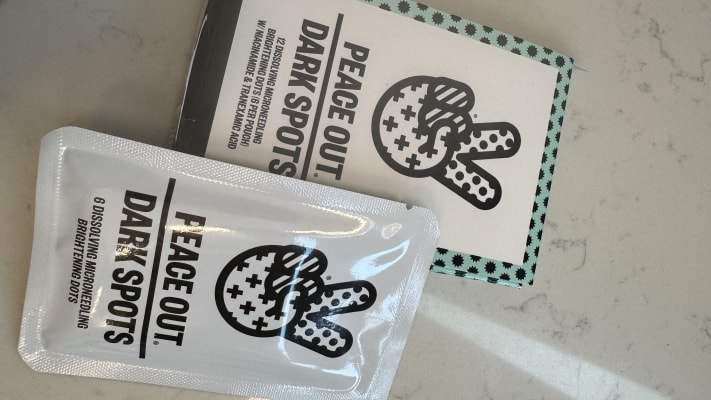 PEACE OUT®
DARK SPOTS
12 DISSOLVING MICRONEEDLING
BRIGHTENING DOTS (6 PER POUCH)
W/ NIACINAMIDE & TRANEXAMIC ACID
PEACE OUT®
DARK SPOTS
6 DISSOLVING MICRONEEDLING
BRIGHTENING DOTS